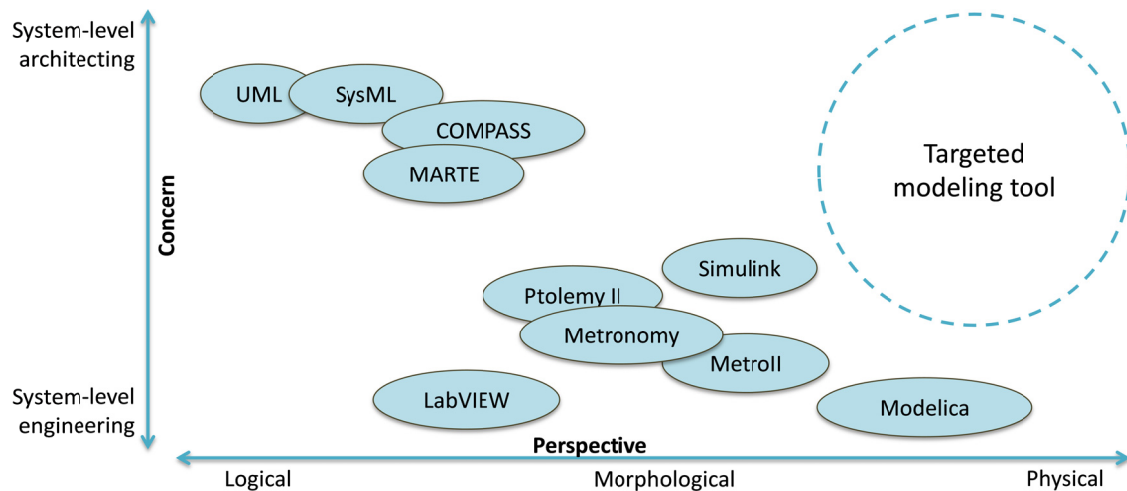 System-level
architecting
UML
SysML
COMPASS
MARTE
Targeted
modeling tool
Concern
Simulink
Ptolemy II
Metronomy
MetroII
LabVIEW
Modelica
System-level
engineering
Perspective
Logical
Morphological
Physical